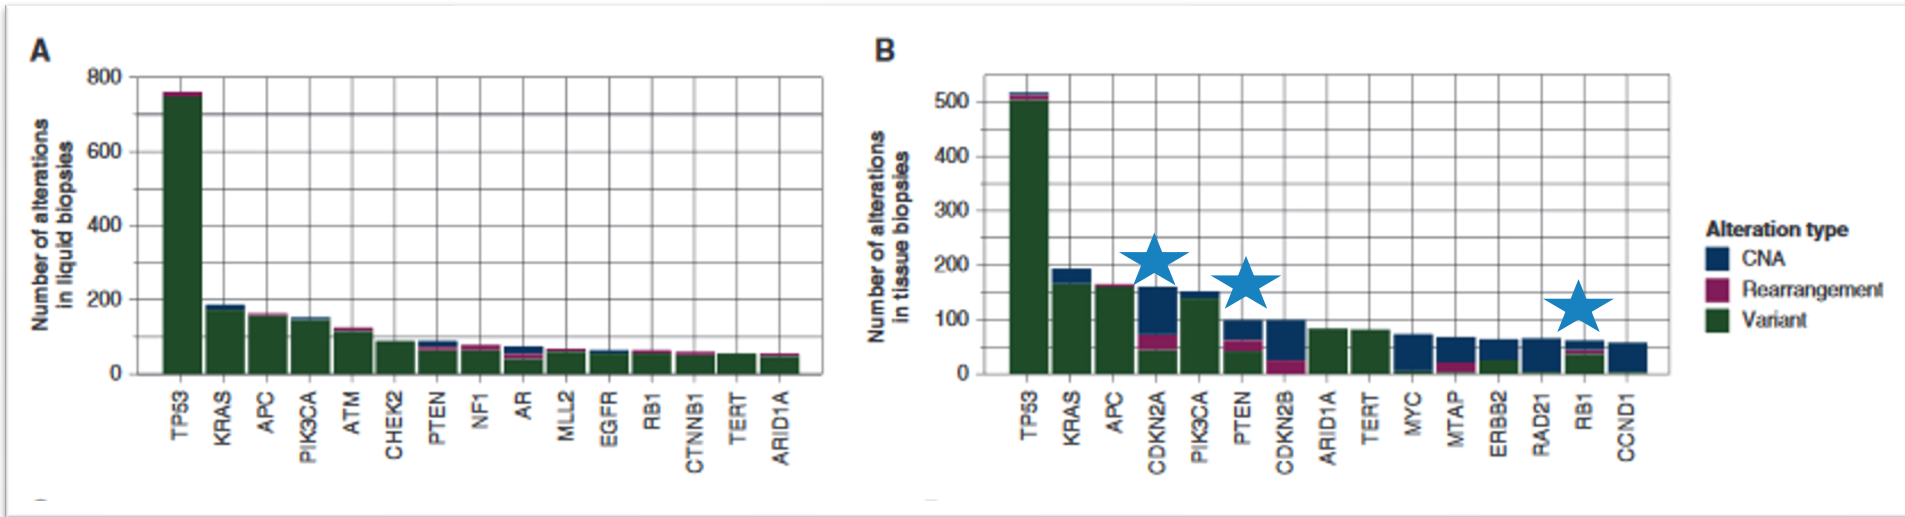 A
Number of alterations
in liquid biopsies
800
600
400
200
0
TP53
KRAS
APC
PIK3CA
ATM
CHEK2
PTEN
NF1
AR
MLL2
EGFR
RB1
CTNNB1
TERT
ARID1A
B
Number of alterations
in tissue biopsies
500
400
300
200
100
0
TP53
KRAS
APC
CDKN2A
PIK3CA
PTEN
CDKN2B
ARID1A
TERT
MYC
MTAP
ERBB2
RAD21
RB1
CCND1
Alteration type
CNA
Rearrangement
Variant